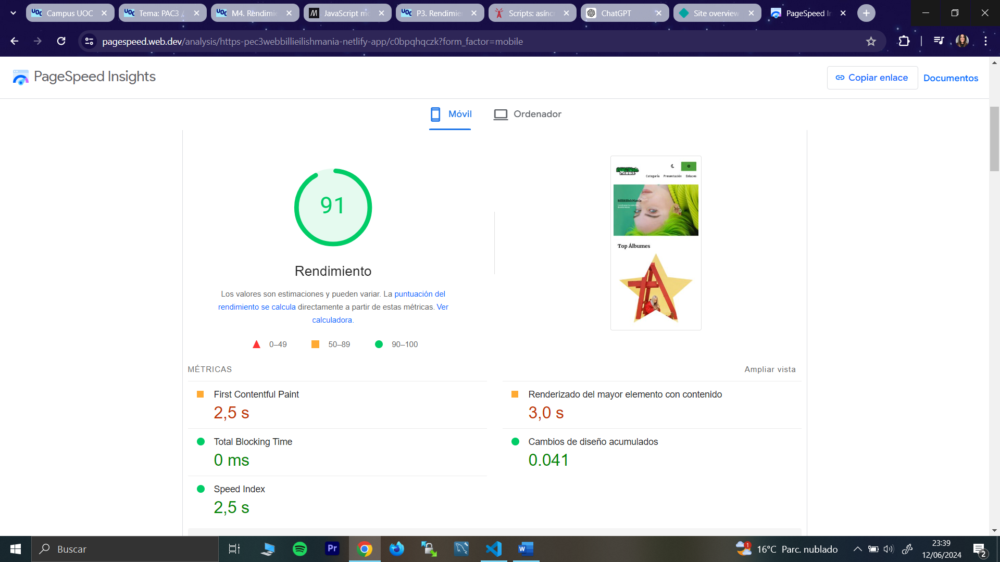 Campus UOC
Tema: PAC3 /
M4. Rendimie
JavaScript mo
P3. Rendimie
Scripts: asínc
ChatGPT
Site overview
PageSpeed In
pagespeed.web.dev/analysis/https-pec3webbillieilishmania-netlify-app/c0bpqhqczk?form_factor=mobile
PageSpeed Insights
Copiar enlace
Documentos
Móvil
Ordenador
91
Rendimiento
Los valores son estimaciones y pueden variar. La puntuación del
rendimiento se calcula directamente a partir de estas métricas. Ver
calculadora.
0–49
50–89
90–100
Categoría Presentación Enlaces
BillliEilishMania
Top Álbumes
MÉTRICAS
Ampliar vista
First Contentful Paint
2,5 s
Renderizado del mayor elemento con contenido
3,0 s
Total Blocking Time
0 ms
Cambios de diseño acumulados
0.041
Speed Index
2,5 s
Buscar
16°C Parc. nublado
23:39
12/06/2024
2